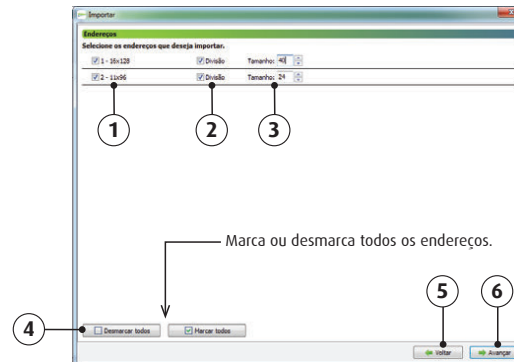 Importar
Endereços
Selecione os endereços que deseja importar.
1 - 16x128 Divisão Tamanho: 40
2 - 11x96 Divisão Tamanho: 24
1 2 3
Marca ou desmarca todos os endereços.
5 6
4 Desmarcar todos Marcar todos
Voltar Avançar